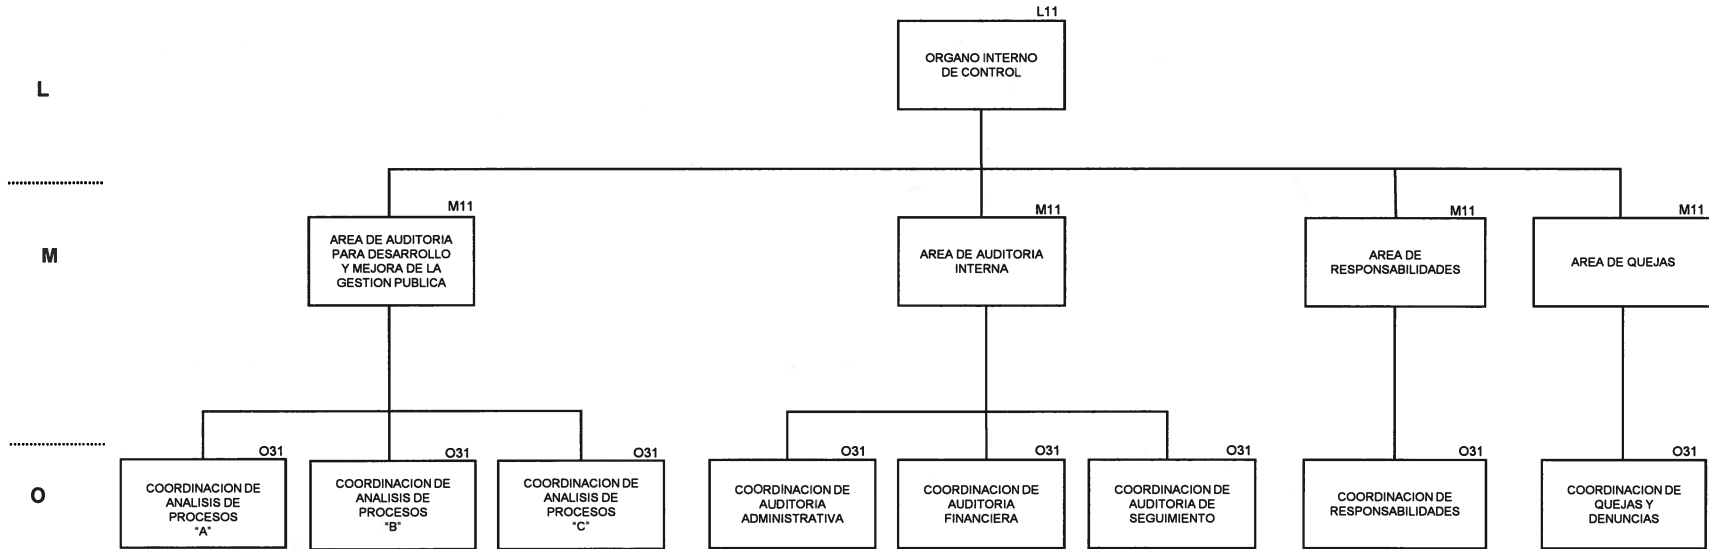 L11
ORGANO INTERNO
DE CONTROL
L
M11
AREA DE AUDITORIA
PARA DESARROLLO
Y MEJORA DE LA
GESTION PUBLICA
M11
AREA DE AUDITORIA
INTERNA
M11
AREA DE
RESPONSABILIDADES
M11
AREA DE QUEJAS
M
O31
COORDINACION DE
ANALISIS DE
PROCESOS
"A"
O31
COORDINACION DE
ANALISIS DE
PROCESOS
"B"
O31
COORDINACION DE
ANALISIS DE
PROCESOS
"C"
O31
COORDINACION DE
AUDITORIA
ADMINISTRATIVA
O31
COORDINACION DE
AUDITORIA
FINANCIERA
O31
COORDINACION DE
AUDITORIA DE
SEGUIMIENTO
O31
COORDINACION DE
RESPONSABILIDADES
O31
COORDINACION DE
QUEJAS Y
DENUNCIAS
O